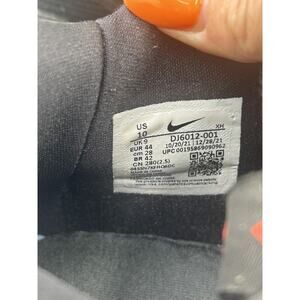 US
10
UK 9
EUR 44
cm 28
BR 42
CN 280(2.5)
XH
DJ6012-001
10/20/21 12/28/21
UPC 00195869090962